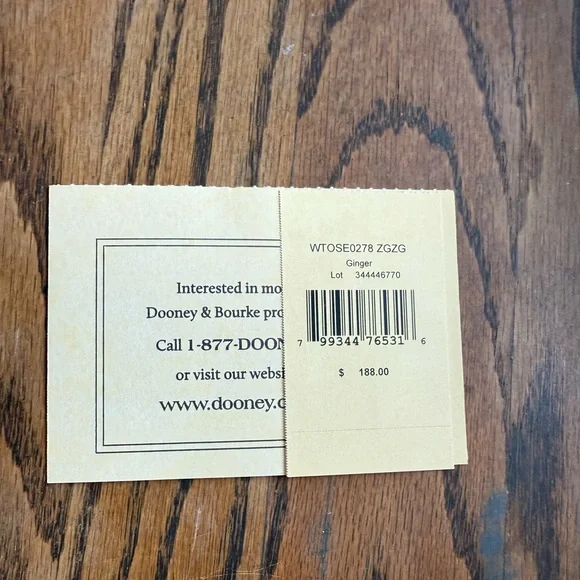 Interested in mo
Dooney & Bourke pro
Call 1-877-DOON
or visit our websi
www.dooney.c
WTOSE0278 ZGZG
Ginger
Lot 344446770
7 99344 76531 6
$ 188.00